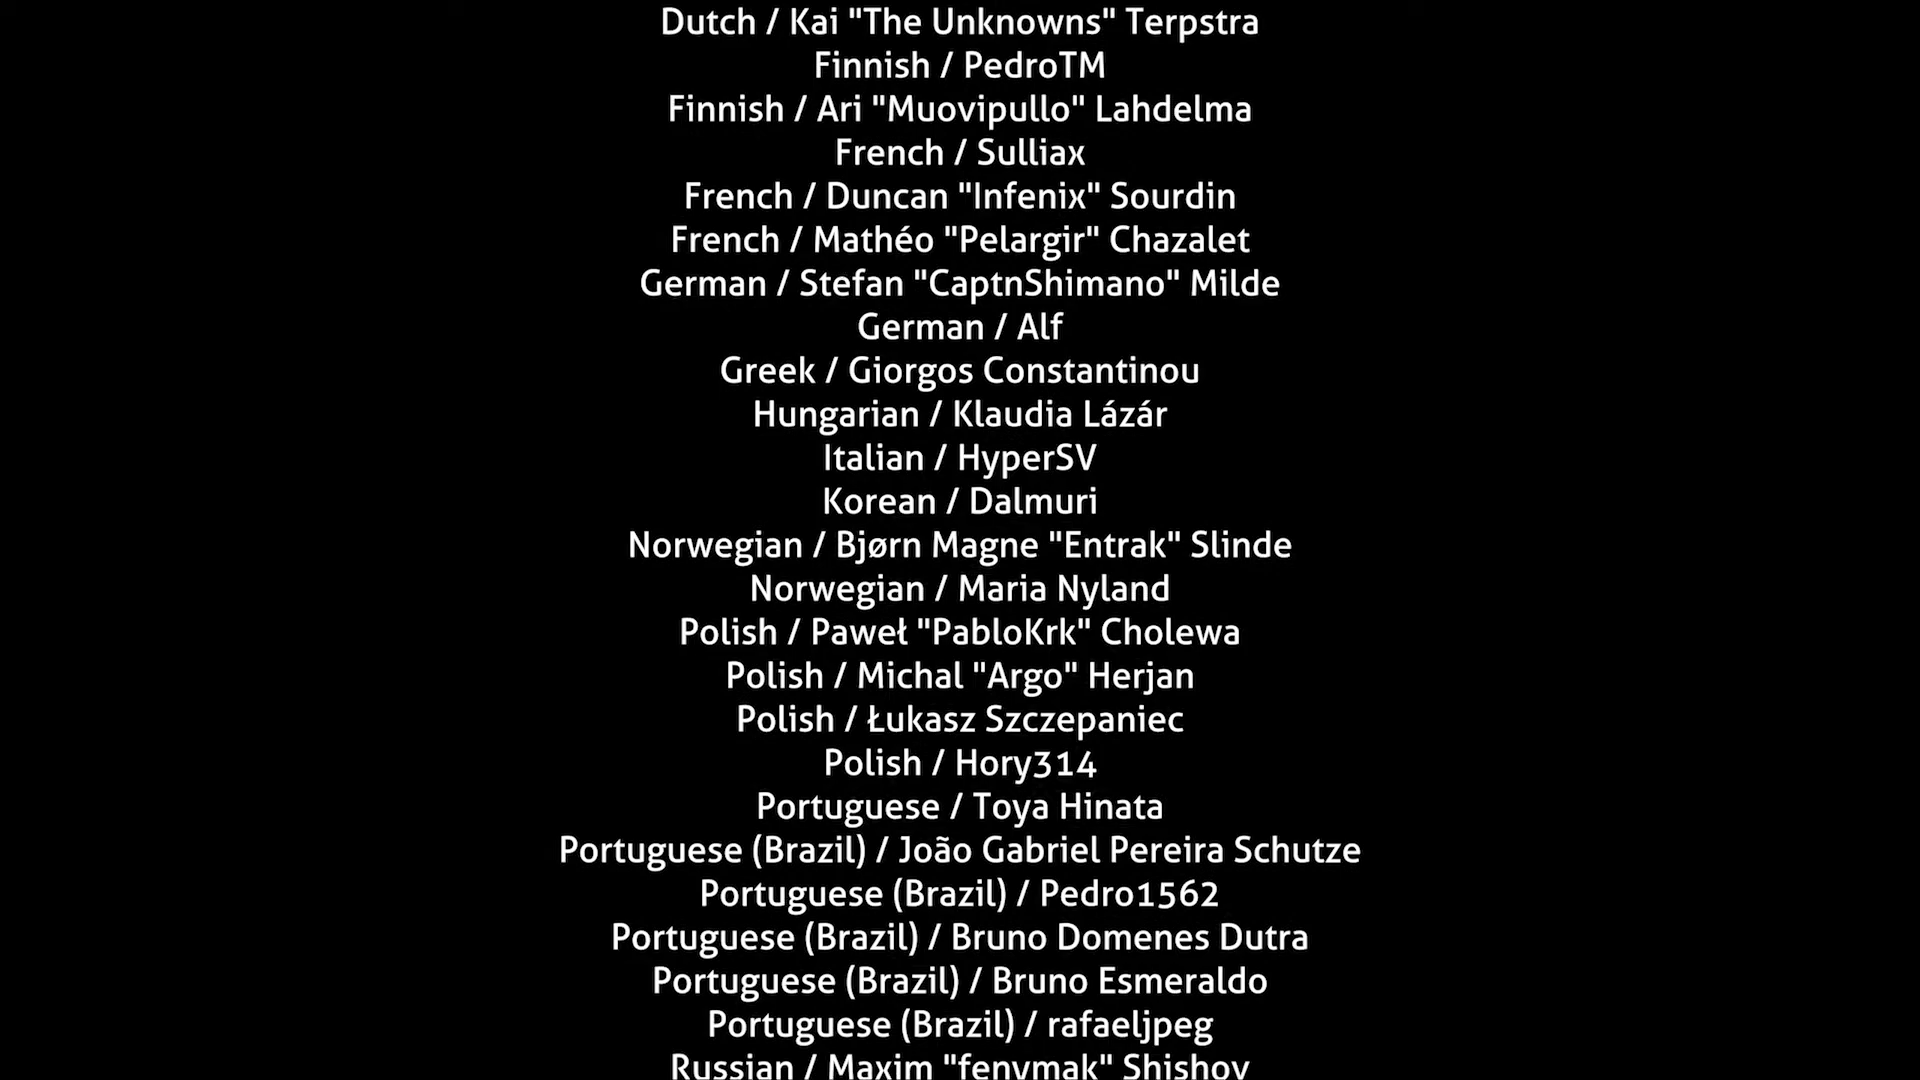 Dutch / Kai "The Unknowns" Terpstra
Finnish / PedroTM
Finnish / Ari "Muovipullo" Lahdelma
French / Sulliax
French / Duncan "Infenix" Sourdin
French / Mathéo "Pelargir" Chazalet
German / Stefan "CaptnShimano" Milde
German / Alf
Greek / Giorgos Constantinou
Hungarian / Klaudia Lázár
Italian / HyperSV
Korean / Dalmuri
Norwegian / Bjørn Magne "Entrak" Slinde
Norwegian / Maria Nyland
Polish / Paweł "PabloKrk" Cholewa
Polish / Michal "Argo" Herjan
Polish / Łukasz Szczepaniec
Polish / Hory314
Portuguese / Toya Hinata
Portuguese (Brazil) / João Gabriel Pereira Schutze
Portuguese (Brazil) / Pedro1562
Portuguese (Brazil) / Bruno Domenes Dutra
Portuguese (Brazil) / Bruno Esmeraldo
Portuguese (Brazil) / rafaeljpeg
Russian / Maxim "fenymak" Shishov